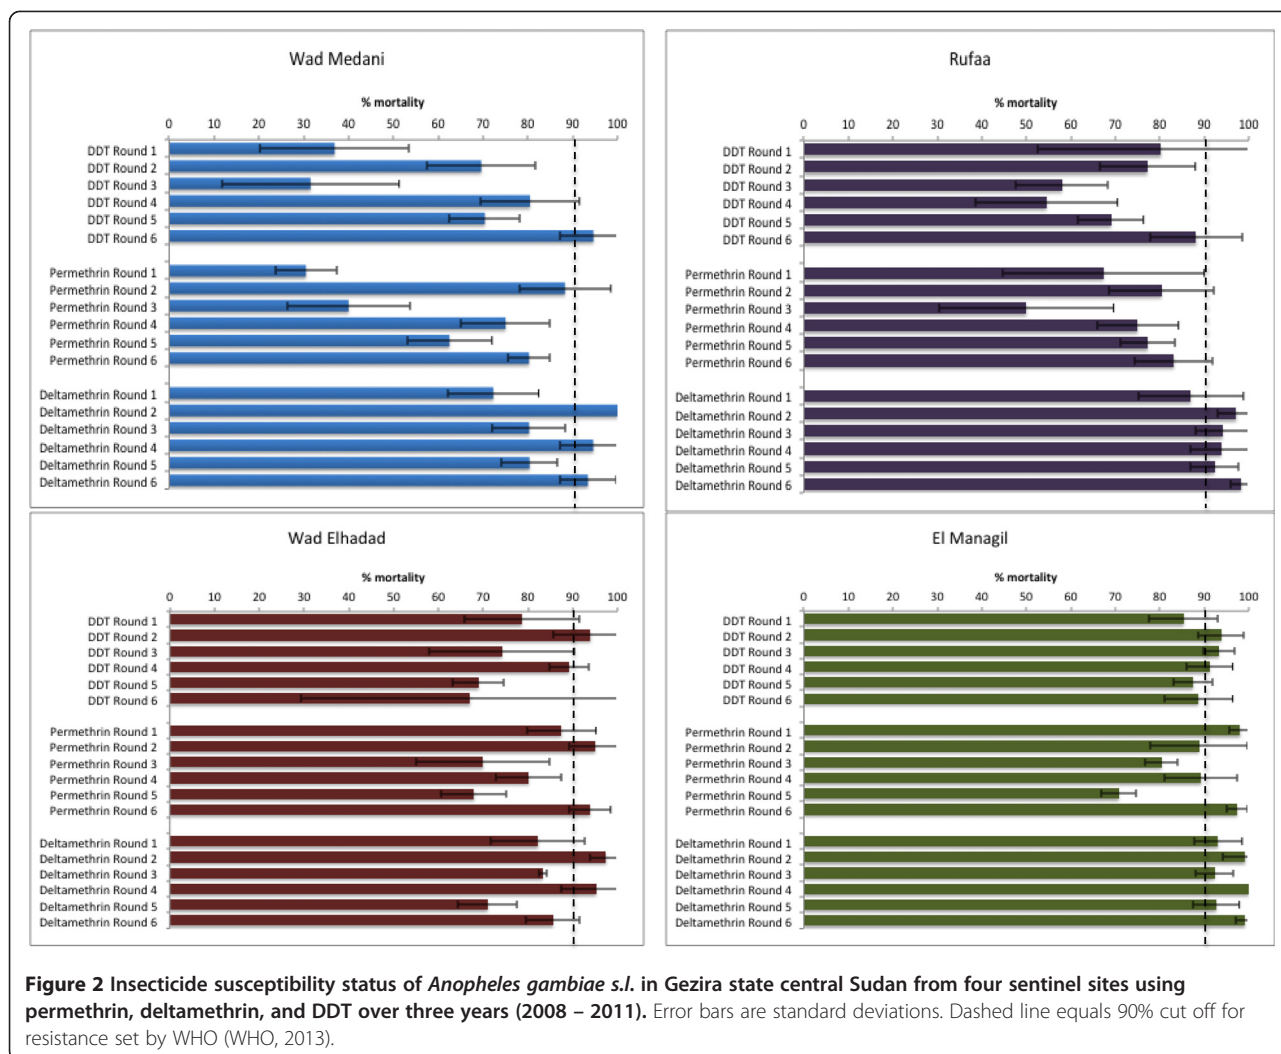 Wad Medani
% mortality
0 10 20 30 40 50 60 70 80 90 100
DDT Round 1
DDT Round 2
DDT Round 3
DDT Round 4
DDT Round 5
DDT Round 6
Permethrin Round 1
Permethrin Round 2
Permethrin Round 3
Permethrin Round 4
Permethrin Round 5
Permethrin Round 6
Deltamethrin Round 1
Deltamethrin Round 2
Deltamethrin Round 3
Deltamethrin Round 4
Deltamethrin Round 5
Deltamethrin Round 6
Rufaa
% mortality
0 10 20 30 40 50 60 70 80 90 100
DDT Round 1
DDT Round 2
DDT Round 3
DDT Round 4
DDT Round 5
DDT Round 6
Permethrin Round 1
Permethrin Round 2
Permethrin Round 3
Permethrin Round 4
Permethrin Round 5
Permethrin Round 6
Deltamethrin Round 1
Deltamethrin Round 2
Deltamethrin Round 3
Deltamethrin Round 4
Deltamethrin Round 5
Deltamethrin Round 6
Wad Elhadad
% mortality
0 10 20 30 40 50 60 70 80 90 100
DDT Round 1
DDT Round 2
DDT Round 3
DDT Round 4
DDT Round 5
DDT Round 6
Permethrin Round 1
Permethrin Round 2
Permethrin Round 3
Permethrin Round 4
Permethrin Round 5
Permethrin Round 6
Deltamethrin Round 1
Deltamethrin Round 2
Deltamethrin Round 3
Deltamethrin Round 4
Deltamethrin Round 5
Deltamethrin Round 6
El Managil
% mortality
0 10 20 30 40 50 60 70 80 90 100
DDT Round 1
DDT Round 2
DDT Round 3
DDT Round 4
DDT Round 5
DDT Round 6
Permethrin Round 1
Permethrin Round 2
Permethrin Round 3
Permethrin Round 4
Permethrin Round 5
Permethrin Round 6
Deltamethrin Round 1
Deltamethrin Round 2
Deltamethrin Round 3
Deltamethrin Round 4
Deltamethrin Round 5
Deltamethrin Round 6
Figure 2 Insecticide susceptibility status of Anopheles gambiae s.l. in Gezira state central Sudan from four sentinel sites using
permethrin, deltamethrin, and DDT over three years (2008 – 2011). Error bars are standard deviations. Dashed line equals 90% cut off for
resistance set by WHO (WHO, 2013).